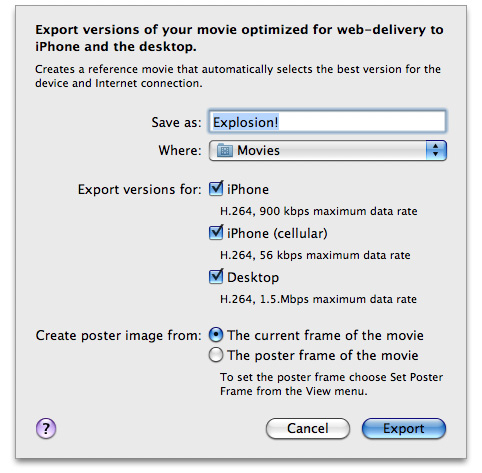 Export versions of your movie optimized for web-delivery to
iPhone and the desktop.
Creates a reference movie that automatically selects the best version for the
device and Internet connection.
Save as: Explosion!
Where: Movies
Export versions for: iPhone
H.264, 900 kbps maximum data rate
iPhone (cellular)
H.264, 56 kbps maximum data rate
Desktop
H.264, 1.5.Mbps maximum data rate
Create poster image from: The current frame of the movie
The poster frame of the movie
To set the poster frame choose Set Poster
Frame from the View menu.
? Cancel Export